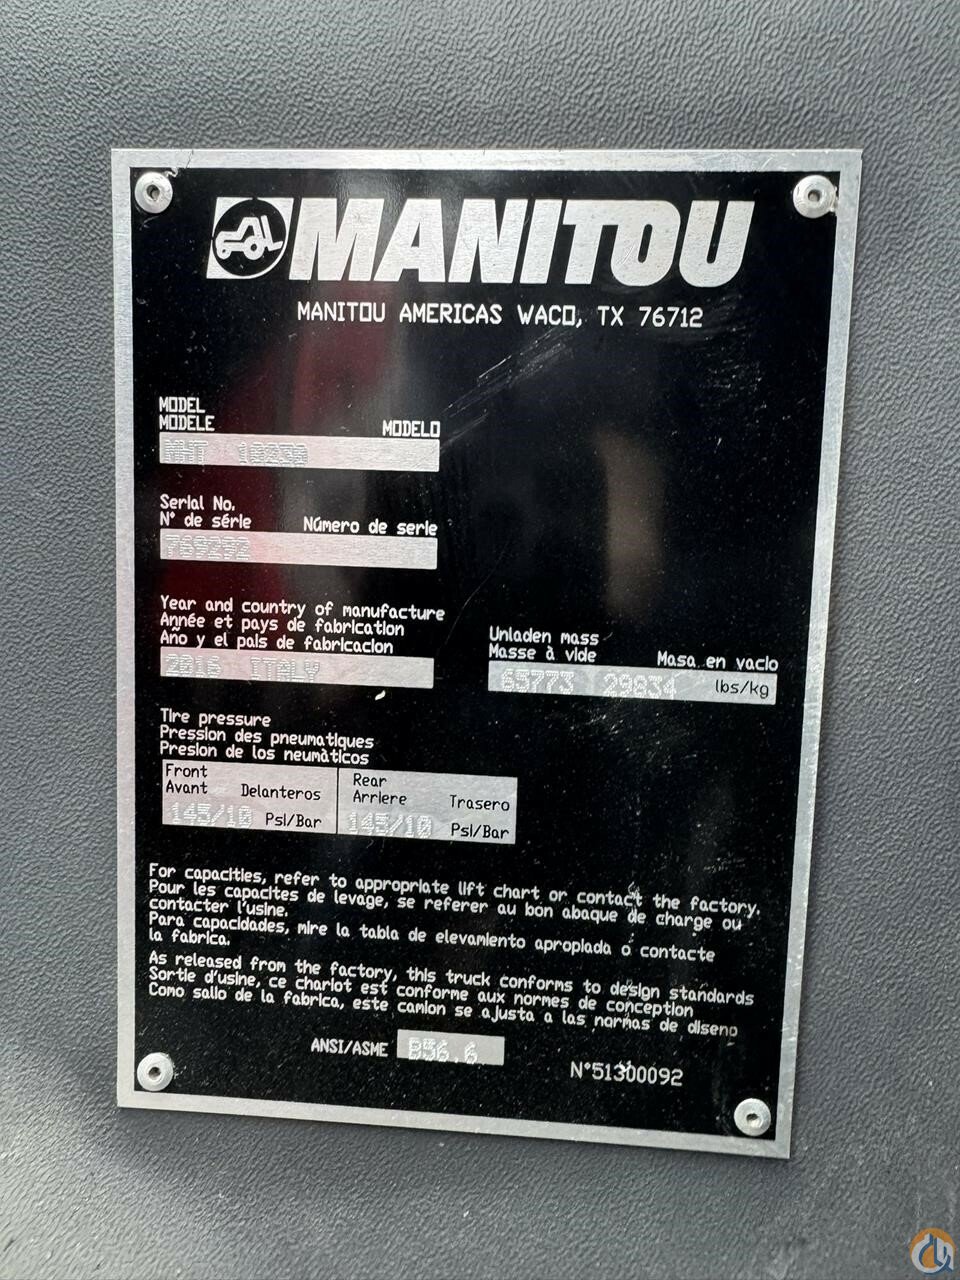 MANITOU
MANITOU AMERICAS WACO, TX 76712
MODEL
MODELE MODELO
MHT 10230
Serial No.
N° de série Número de serie
769292
Year and country of manufacture
Année et pays de fabrication
Año y el pais de fabricacion
2016 ITALY
Unladen mass
Masse à vide Masa en vacio
65773 29834 lbs/kg
Tire pressure
Pression des pneumatiques
Presion de los neumàticos
Front
Avant Delanteros
145/10 Psi/Bar
Rear
Arriere Trasero
145/10 Psi/Bar
For capacities, refer to appropriate lift chart or contact the factory.
Pour les capacites de levage, se referer au bon abaque de charge ou
contacter l'usine.
Para capacidades, mire la tabla de elevamiento apropiada o contacte
la fabrica.
As released from the factory, this truck conforms to design standards
Sortie d'usine, ce chariot est conforme aux normes de conception
Como salio de la fabrica, este camion se ajusta a las normas de diseno
ANSI/ASME B56.6
N°51300092